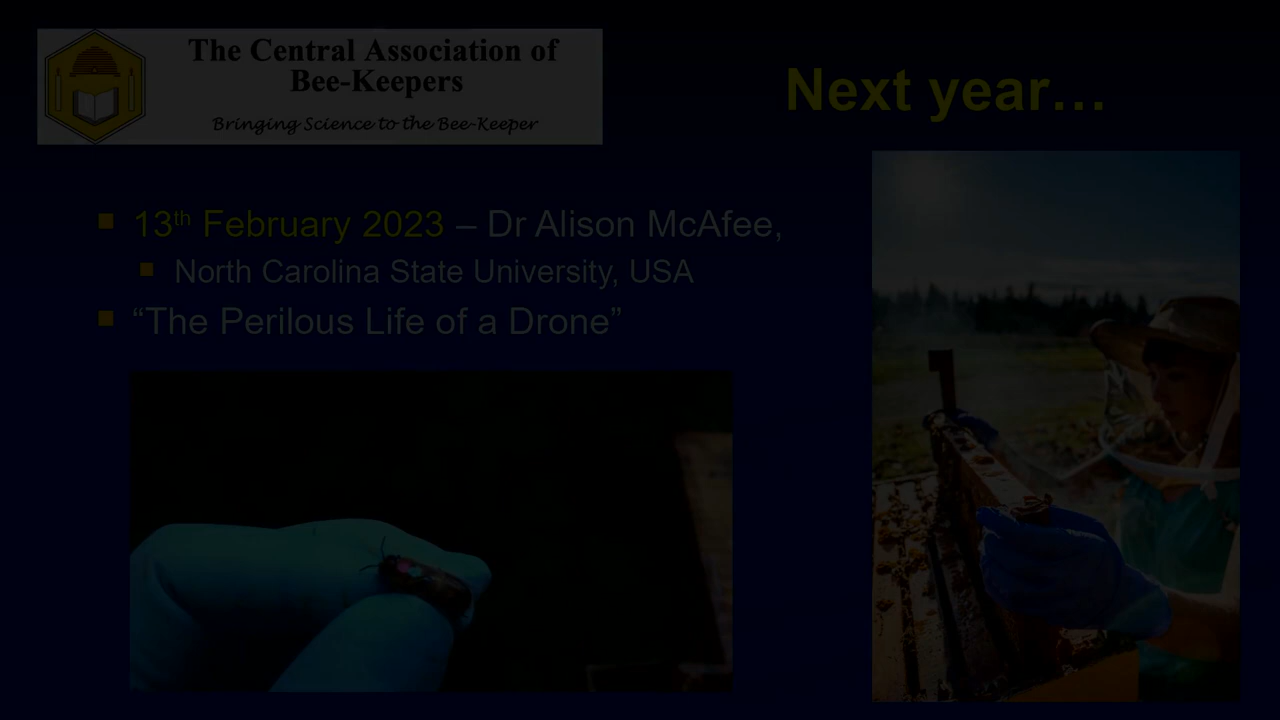 The Central Association of
Bee-Keepers
Bringing Science to the Bee-Keeper
Next year…
13th February 2023 – Dr Alison McAfee,
North Carolina State University, USA
“The Perilous Life of a Drone”